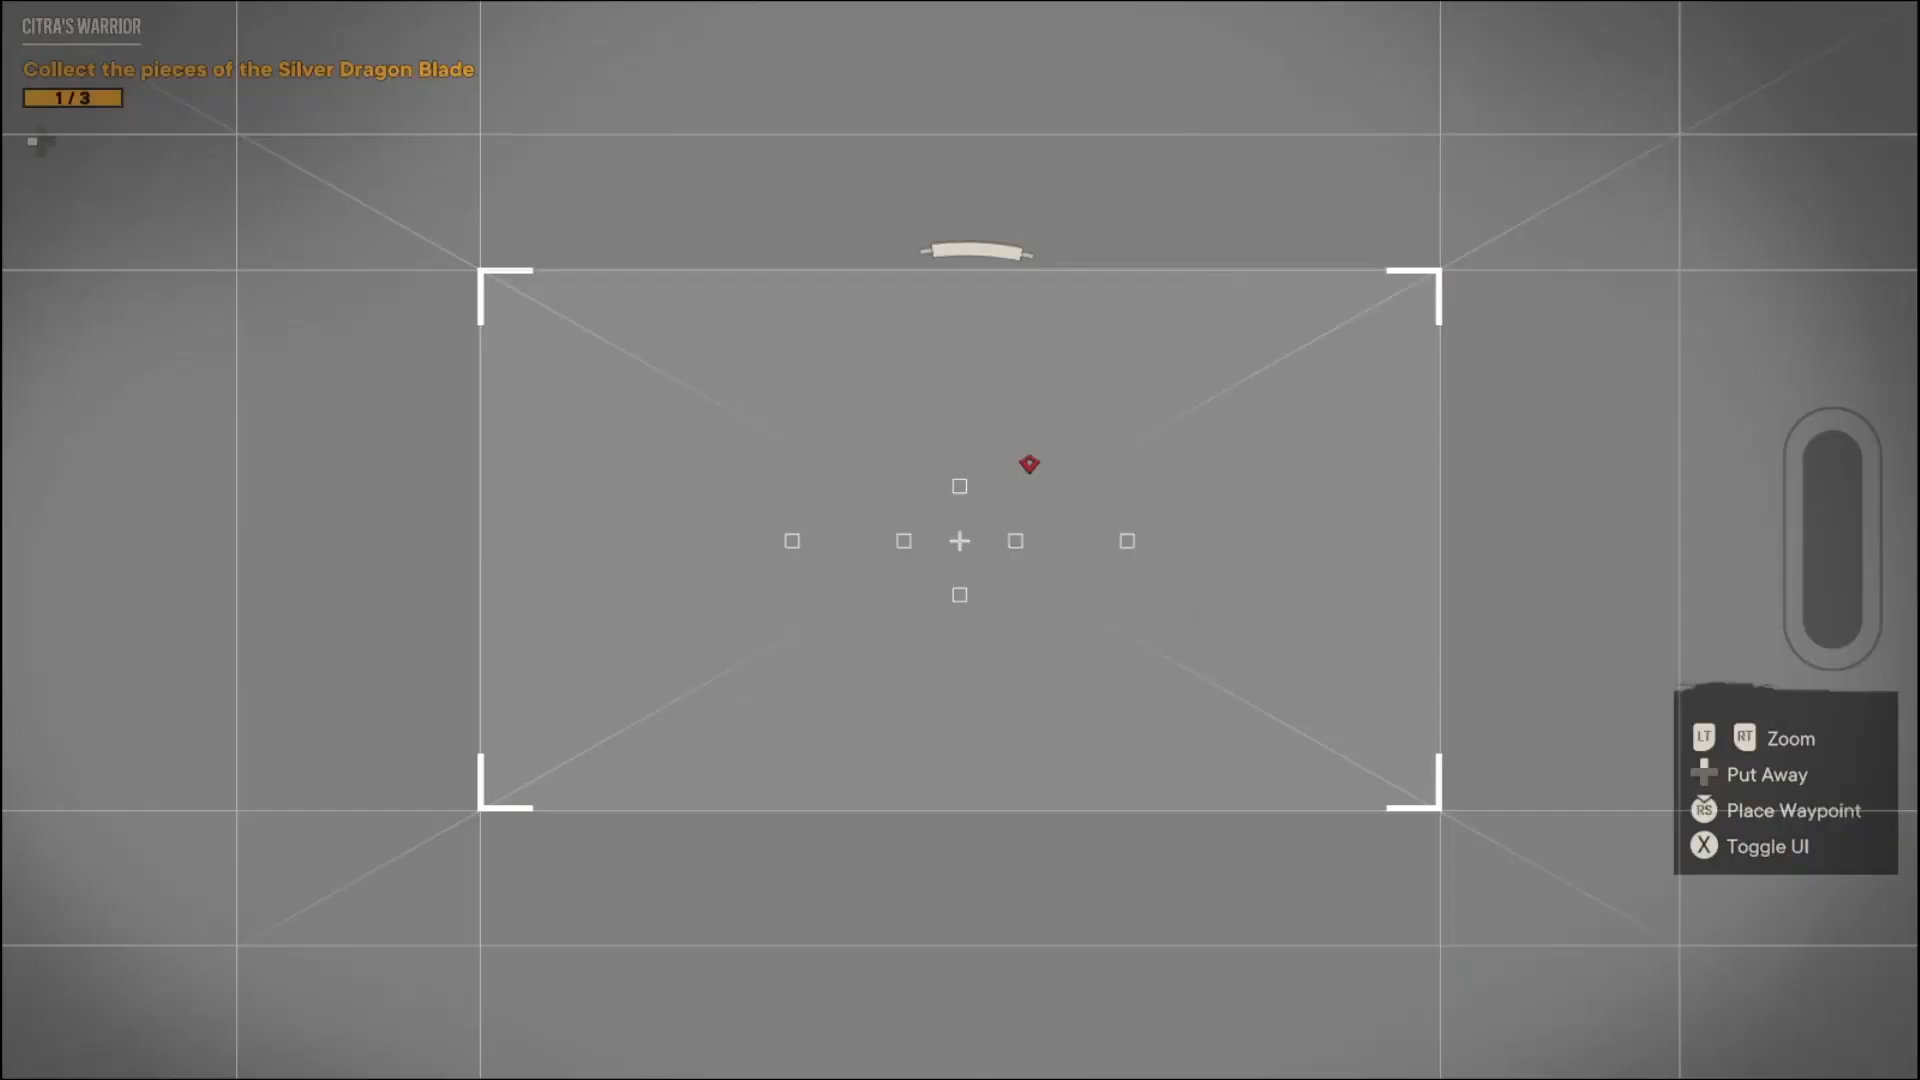 CITRA'S WARRIOR
Collect the pieces of the Silver Dragon Blade
1 / 3
LT RT Zoom
Put Away
RS Place Waypoint
X Toggle UI